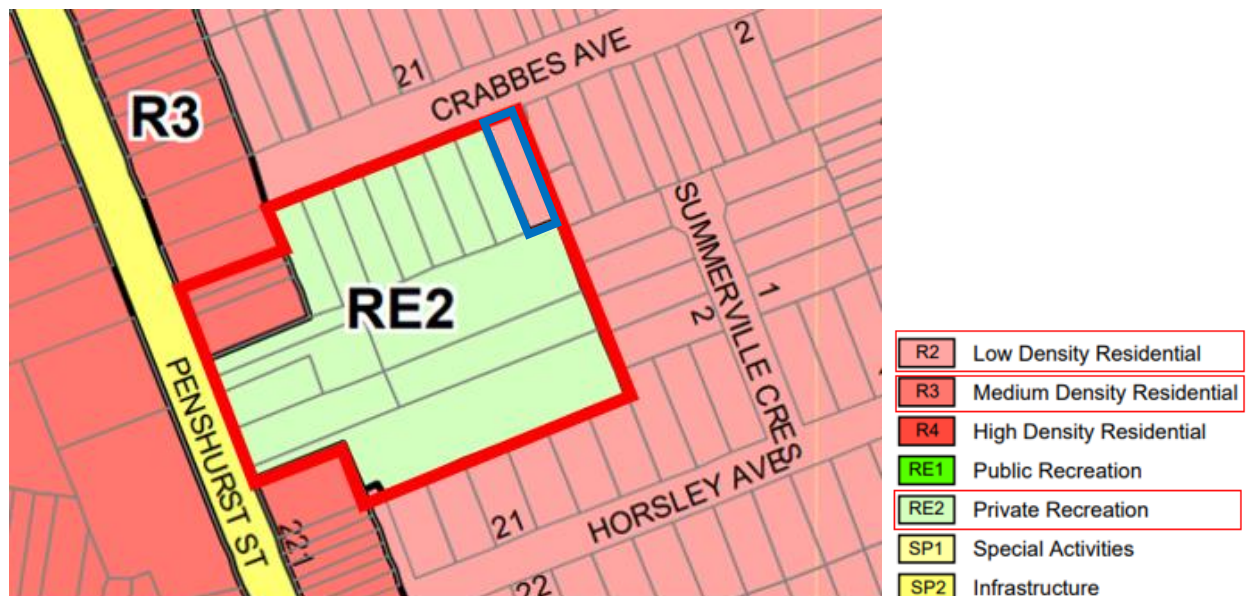 2
21
CRABBES AVE
R3
SUMMERVILLE CRES
1
2
RE2
PENSHURST ST
221
21
HORSLEY AVE
22
R2 Low Density Residential
R3 Medium Density Residential
R4 High Density Residential
RE1 Public Recreation
RE2 Private Recreation
SP1 Special Activities
SP2 Infrastructure